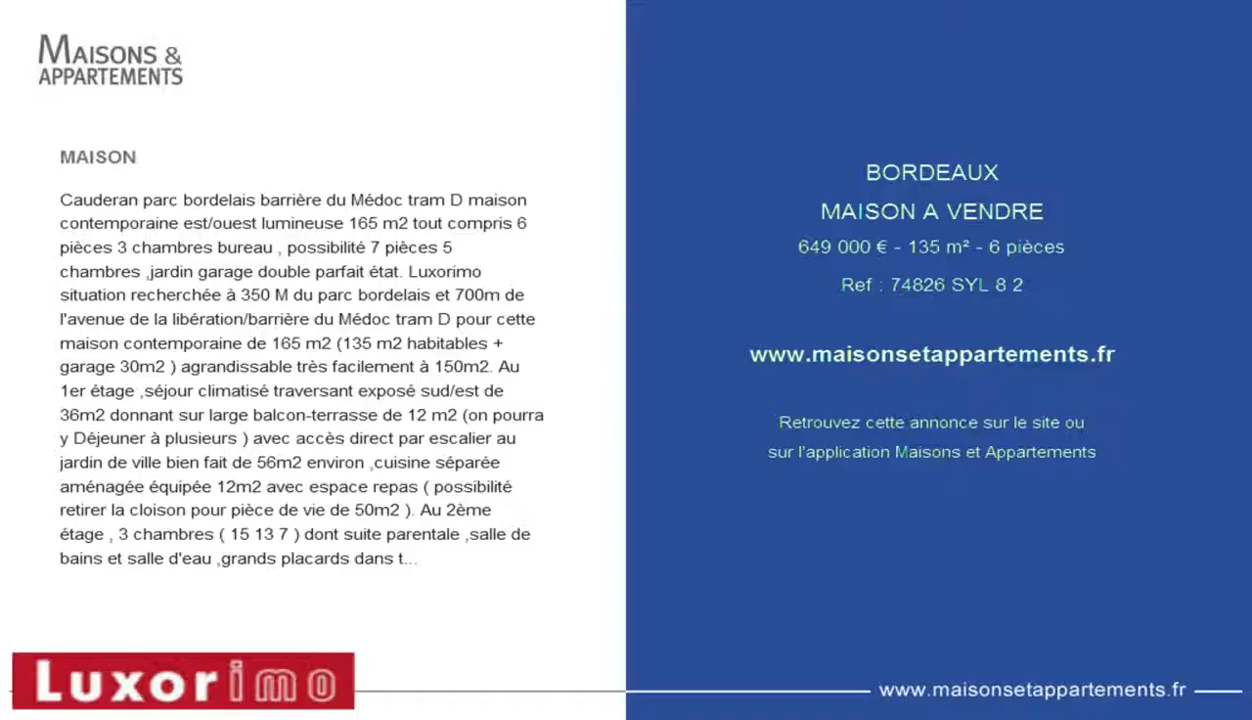 MAISONS &
APPARTEMENTS
MAISON
Cauderan parc bordelais barrière du Médoc tram D maison
contemporaine est/ouest lumineuse 165 m2 tout compris 6
pièces 3 chambres bureau , possibilité 7 pièces 5
chambres ,jardin garage double parfait état. Luxorimo
situation recherchée à 350 M du parc bordelais et 700m de
l'avenue de la libération/barrière du Médoc tram D pour cette
maison contemporaine de 165 m2 (135 m2 habitables +
garage 30m2 ) agrandissable très facilement à 150m2. Au
1er étage ,séjour climatisé traversant exposé sud/est de
36m2 donnant sur large balcon-terrasse de 12 m2 (on pourra
y Déjeuner à plusieurs ) avec accès direct par escalier au
jardin de ville bien fait de 56m2 environ ,cuisine séparée
aménagée équipée 12m2 avec espace repas ( possibilité
retirer la cloison pour pièce de vie de 50m2 ). Au 2ème
étage , 3 chambres ( 15 13 7 ) dont suite parentale ,salle de
bains et salle d'eau ,grands placards dans t...
Luxorimo
BORDEAUX
MAISON A VENDRE
649 000 € - 135 m² - 6 pièces
Ref : 74826 SYL 8 2
www.maisonsetappartements.fr
Retrouvez cette annonce sur le site ou
sur l'application Maisons et Appartements
www.maisonsetappartements.fr